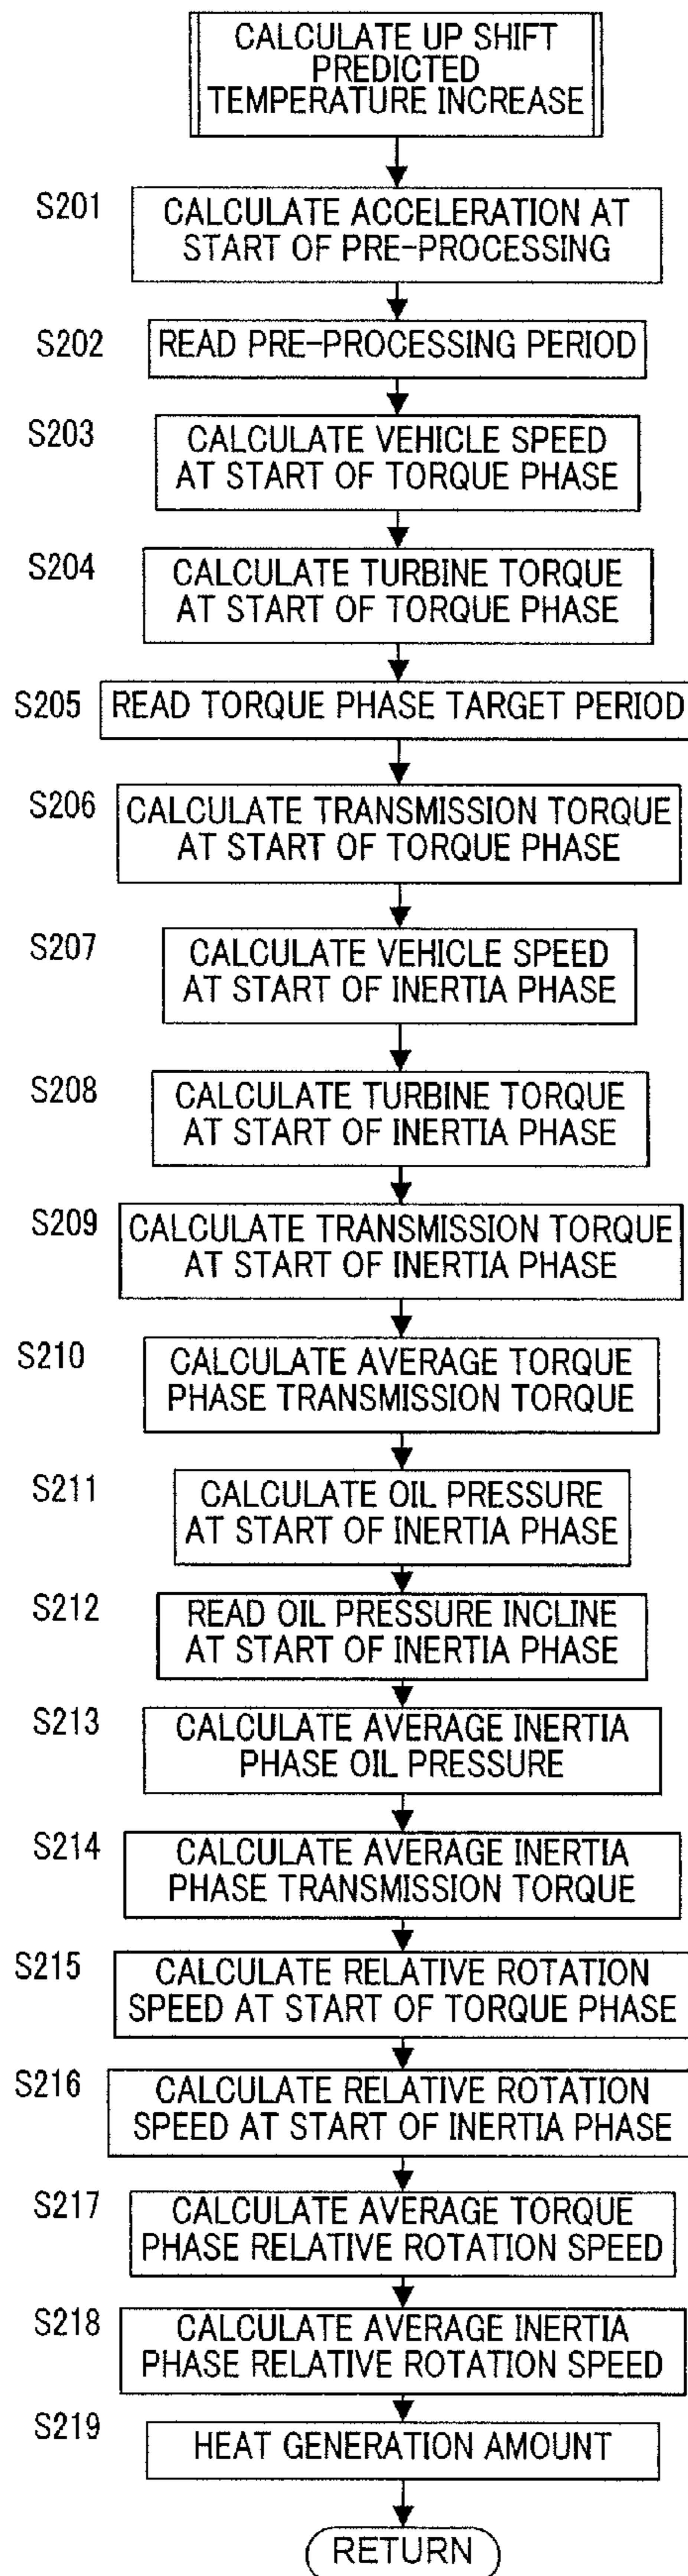 CALCULATE UP SHIFT
PREDICTED
TEMPERATURE INCREASE
S201
CALCULATE ACCELERATION AT
START OF PRE-PROCESSING
S202
READ PRE-PROCESSING PERIOD
S203
CALCULATE VEHICLE SPEED
AT START OF TORQUE PHASE
S204
CALCULATE TURBINE TORQUE
AT START OF TORQUE PHASE
S205
READ TORQUE PHASE TARGET PERIOD
S206
CALCULATE TRANSMISSION TORQUE
AT START OF TORQUE PHASE
S207
CALCULATE VEHICLE SPEED
AT START OF INERTIA PHASE
S208
CALCULATE TURBINE TORQUE
AT START OF INERTIA PHASE
S209
CALCULATE TRANSMISSION TORQUE
AT START OF INERTIA PHASE
S210
CALCULATE AVERAGE TORQUE
PHASE TRANSMISSION TORQUE
S211
CALCULATE OIL PRESSURE
AT START OF INERTIA PHASE
S212
READ OIL PRESSURE INCLINE
AT START OF INERTIA PHASE
S213
CALCULATE AVERAGE INERTIA
PHASE OIL PRESSURE
S214
CALCULATE AVERAGE INERTIA
PHASE TRANSMISSION TORQUE
S215
CALCULATE RELATIVE ROTATION
SPEED AT START OF TORQUE PHASE
S216
CALCULATE RELATIVE ROTATION
SPEED AT START OF INERTIA PHASE
S217
CALCULATE AVERAGE TORQUE
PHASE RELATIVE ROTATION SPEED
S218
CALCULATE AVERAGE INERTIA
PHASE RELATIVE ROTATION SPEED
S219
HEAT GENERATION AMOUNT
RETURN